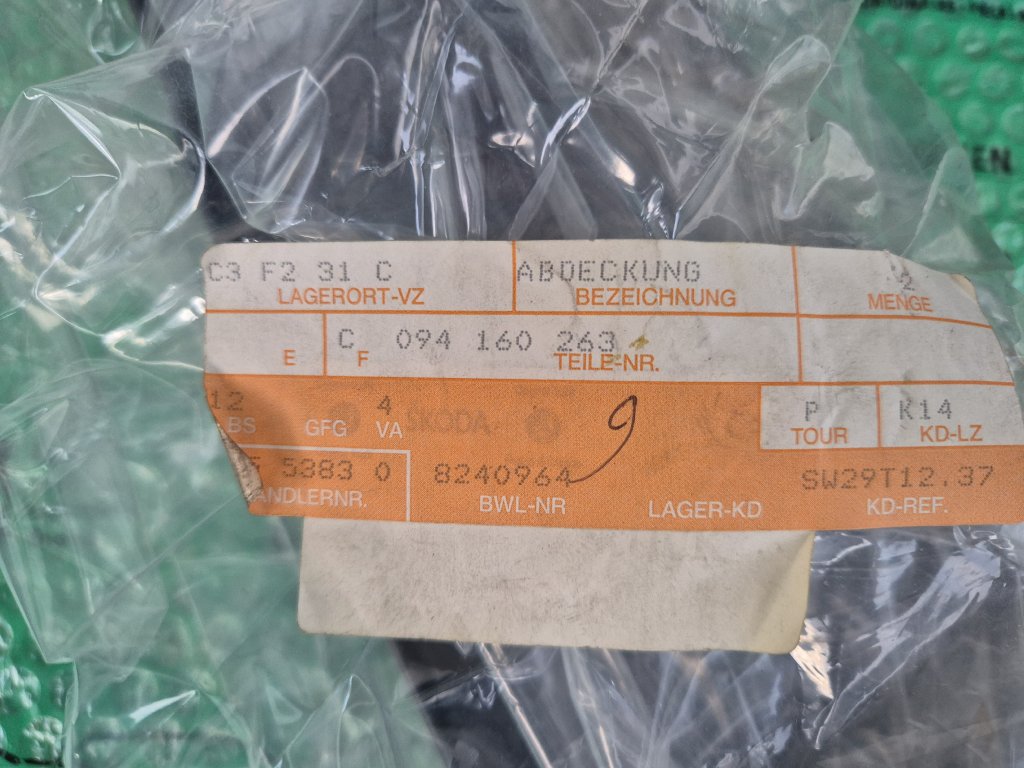 C3 F2 31 C
LAGERORT-VZ
ABDECKUNG
BEZEICHNUNG
MENGE
E
C F 094 160 263
TEILE-NR.
12
BS
GFG
4
VA
ŠKODA
9
P
TOUR
K14
KD-LZ
5383 0
8240964
BWL-NR
LAGER-KD
SW29T12.37
KD-REF.